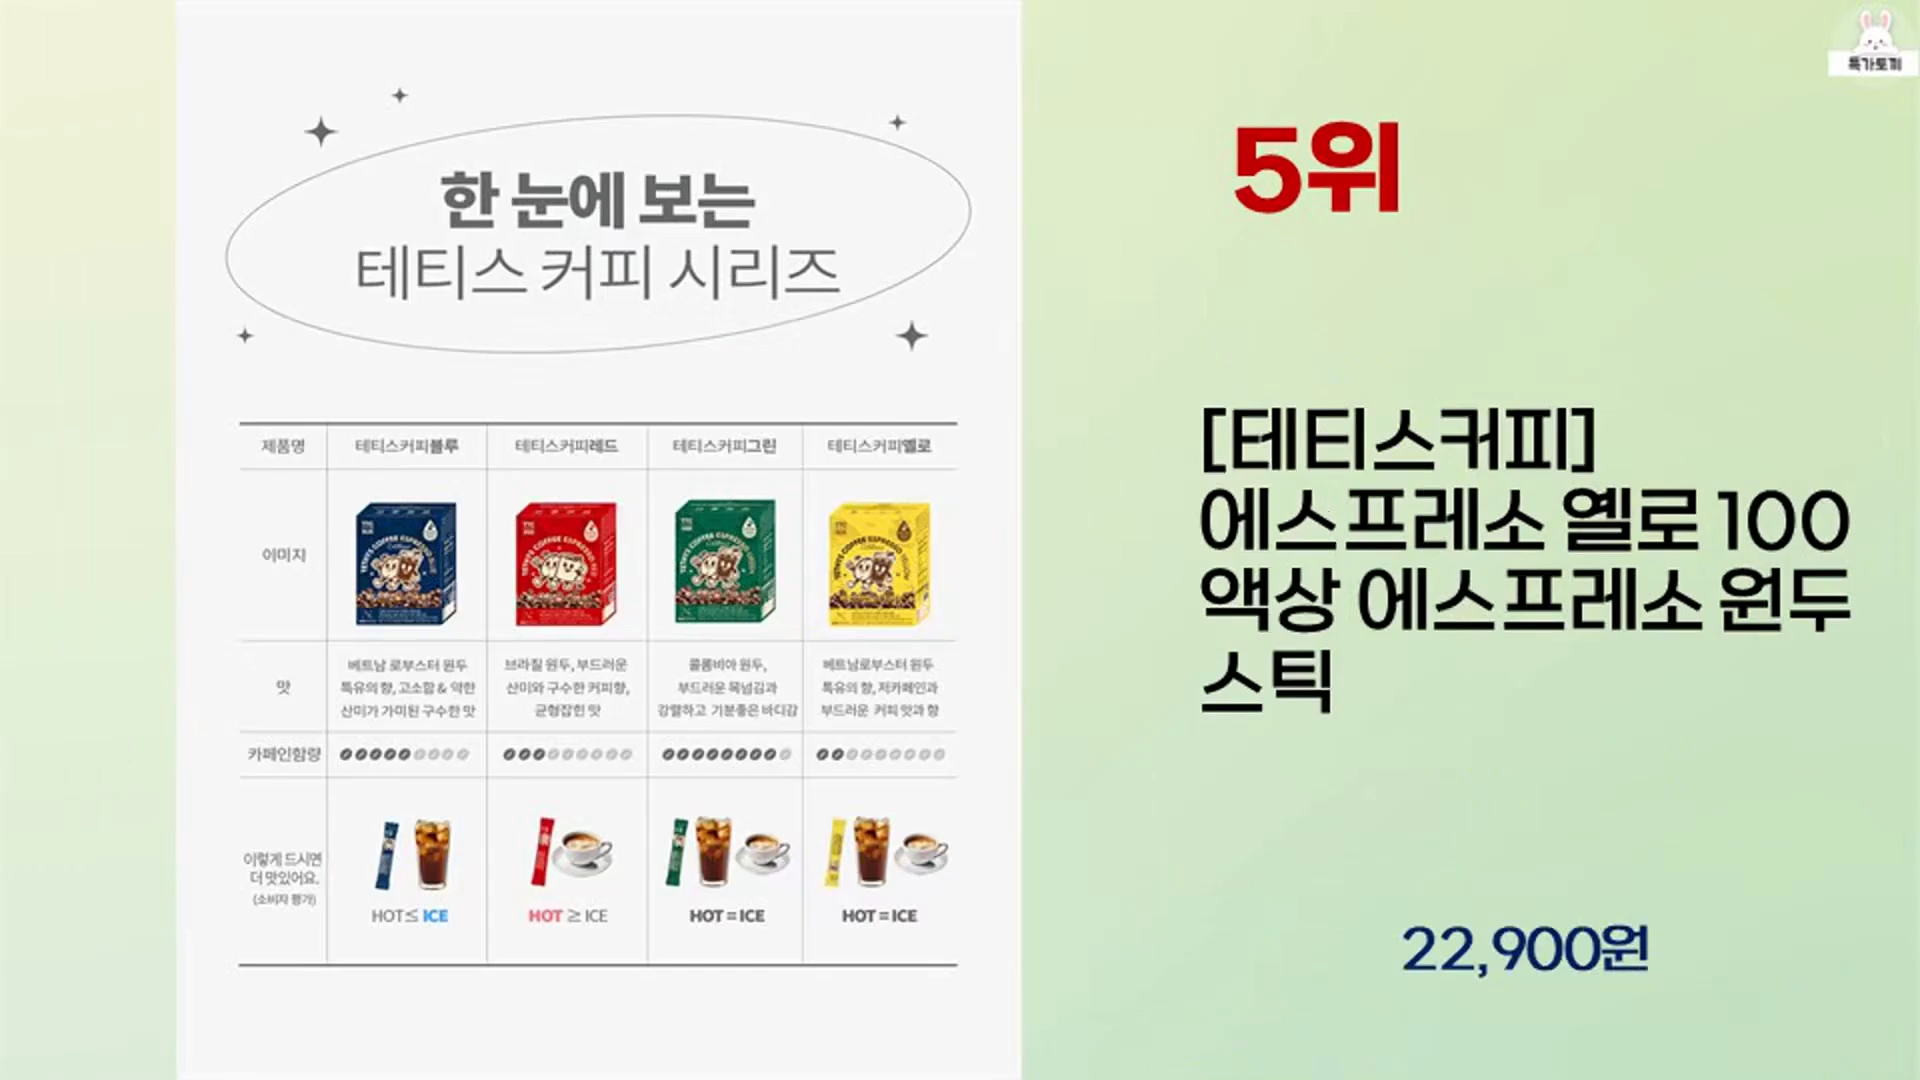 특가토끼
5위
한 눈에 보는
테티스 커피 시리즈
[테티스커피]
에스프레소 옐로 100
액상 에스프레소 원두
스틱
22,900원
제품명 테티스커피블루 테티스커피레드 테티스커피그린 테티스커피옐로
이미지
맛
베트남 로부스터 원두
특유의 향, 고소함 & 약한
산미가 가미된 구수한 맛
브라질 원두, 부드러운
산미와 구수한 커피향,
균형잡힌 맛
콜롬비아 원두,
부드러운 목넘김과
강렬하고 기분좋은 바디감
베트남로부스터 원두
특유의 향, 저카페인과
부드러운 커피 맛과 향
카페인함량
이렇게 드시면
더 맛있어요.
(소비자 평가)
HOT≤ ICE
HOT ≥ ICE
HOT = ICE
HOT = ICE